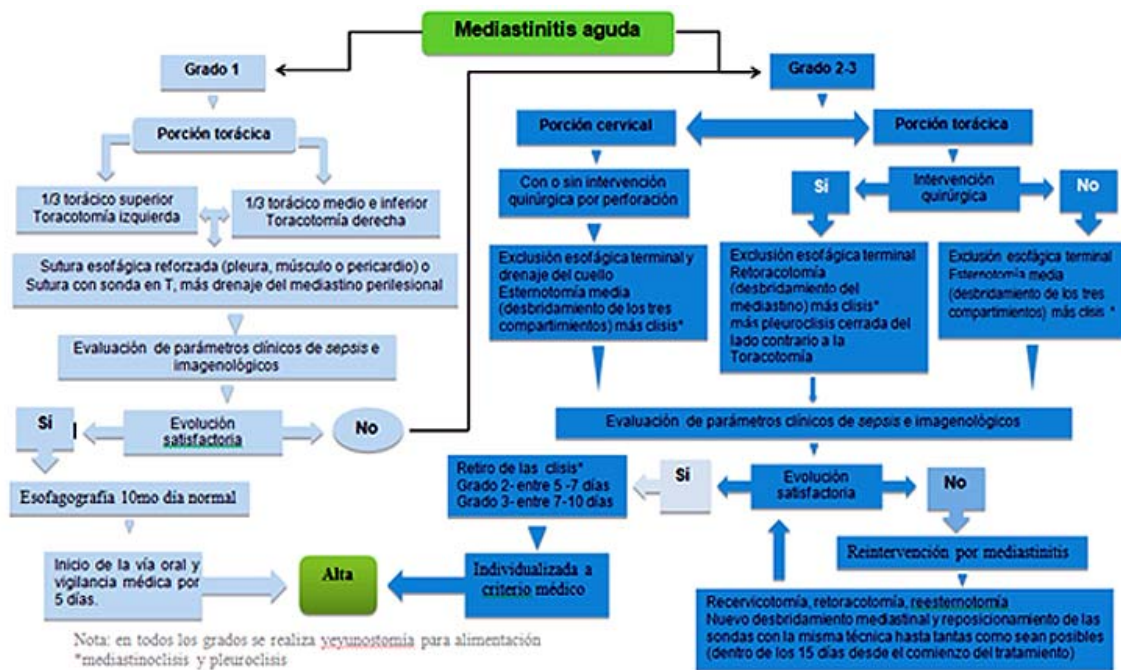 Mediastinitis aguda
Grado 1
Porción torácica
1/3 torácico superior
Toracotomía izquierda
1/3 torácico medio e inferior
Toracotomía derecha
Sutura esofágica reforzada (pleura, músculo o pericardio) o
Sutura con sonda en T, más drenaje del mediastino perilesional
Evaluación de parámetros clínicos de sepsis e
imagenológicos
Si
Evolución
satisfactoria
No
Esofagografía 10mo día normal
Inicio de la vía oral y
vigilancia médica por
5 días.
Alta
Grado 2-3
Porción cervical
Porción torácica
Con o sin intervención
quirúrgica por perforación
Si
Intervención
quirúrgica
No
Exclusión esofágica terminal y
drenaje del cuello
Esternotomía media
(desbridamiento de los tres
compartimientos) más clisis*
Exclusión esofágica terminal
Retoracotomía
(desbridamiento del
mediastino) más clisis*
más pleuroclisis cerrada del
lado contrario a la
Toracotomía
Exclusión esofágica terminal
Esternotomía media
(desbridamiento de los tres
compartimientos) más clisis *
Evaluación de parámetros clínicos de sepsis e imagenológicos
Retiro de las clisis*
Grado 2- entre 5 -7 días
Grado 3- entre 7-10 días
Si
Evolución
satisfactoria
No
Individualizada a
criterio médico
Reintervención por mediastinitis
Recervicotomía, retoracotomía, reesternotomía
Nuevo desbridamiento mediastinal y reposicionamiento de las
sondas con la misma técnica hasta tantas como sean posibles
(dentro de los 15 días desde el comienzo del tratamiento)
Nota: en todos los grados se realiza yeyunostomía para alimentación
*mediastinoclisis y pleuroclisis